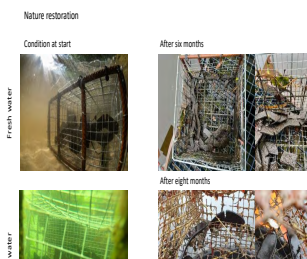 Nature restoration
Condition at start
After six months
Fresh water
After eight months
water